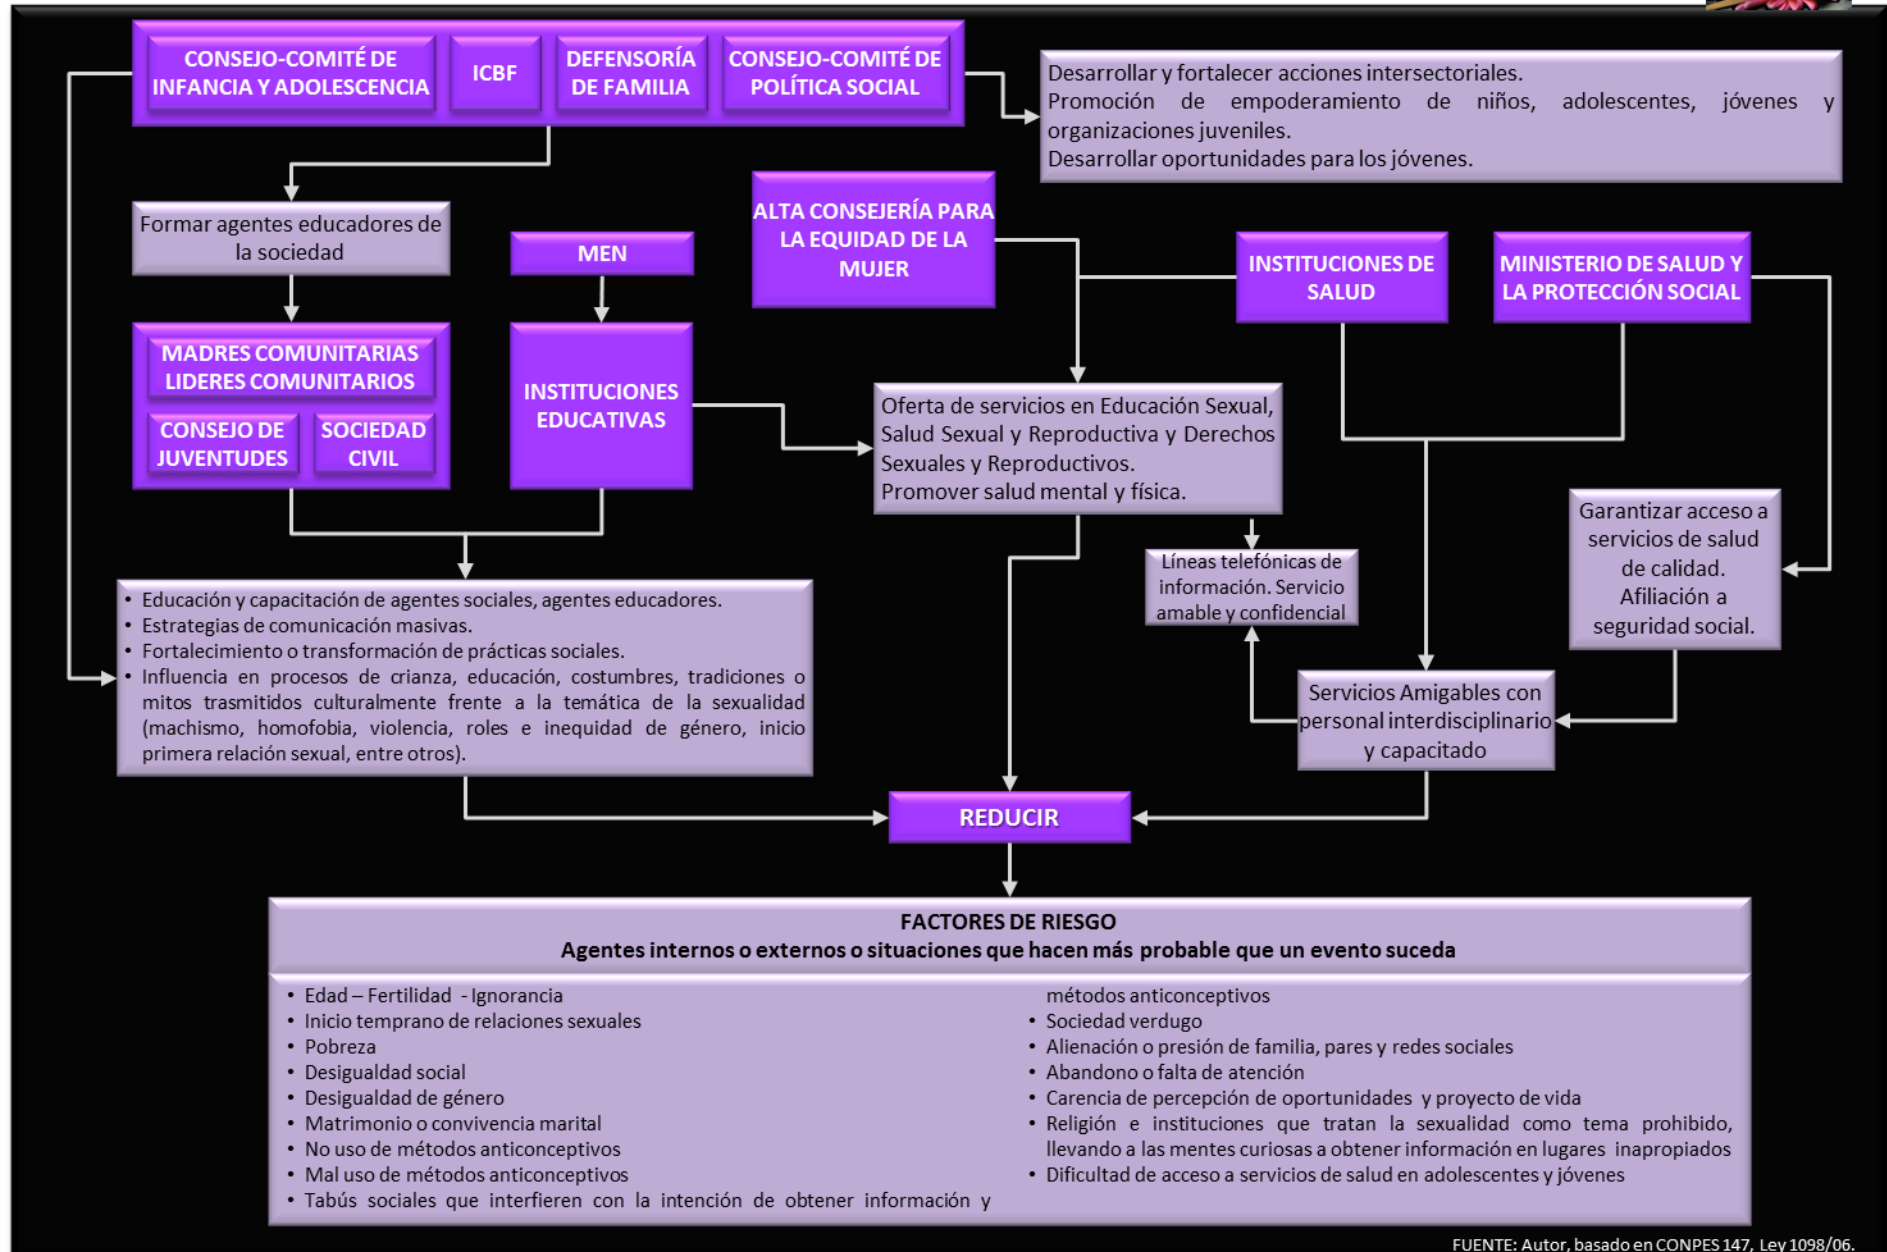 CONSEJO-COMITÉ DE
INFANCIA Y ADOLESCENCIA
ICBF
DEFENSORÍA
DE FAMILIA
CONSEJO-COMITÉ DE
POLÍTICA SOCIAL
Desarrollar y fortalecer acciones intersectoriales.
Promoción de empoderamiento de niños, adolescentes, jóvenes y
organizaciones juveniles.
Desarrollar oportunidades para los jóvenes.
Formar agentes educadores de
la sociedad
MEN
ALTA CONSEJERÍA PARA
LA EQUIDAD DE LA
MUJER
INSTITUCIONES DE
SALUD
MINISTERIO DE SALUD Y
LA PROTECCIÓN SOCIAL
MADRES COMUNITARIAS
LIDERES COMUNITARIOS
CONSEJO DE
JUVENTUDES
SOCIEDAD
CIVIL
INSTITUCIONES
EDUCATIVAS
Oferta de servicios en Educación Sexual,
Salud Sexual y Reproductiva y Derechos
Sexuales y Reproductivos.
Promover salud mental y física.
Garantizar acceso a
servicios de salud
de calidad.
Afiliación a
seguridad social.
Líneas telefónicas de
información. Servicio
amable y confidencial
• Educación y capacitación de agentes sociales, agentes educadores.
• Estrategias de comunicación masivas.
• Fortalecimiento o transformación de prácticas sociales.
• Influencia en procesos de crianza, educación, costumbres, tradiciones o
mitos trasmitidos culturalmente frente a la temática de la sexualidad
(machismo, homofobia, violencia, roles e inequidad de género, inicio
primera relación sexual, entre otros).
Servicios Amigables con
personal interdisciplinario
y capacitado
REDUCIR
FACTORES DE RIESGO
Agentes internos o externos o situaciones que hacen más probable que un evento suceda
• Edad – Fertilidad - Ignorancia
• Inicio temprano de relaciones sexuales
• Pobreza
• Desigualdad social
• Desigualdad de género
• Matrimonio o convivencia marital
• No uso de métodos anticonceptivos
• Mal uso de métodos anticonceptivos
• Tabús sociales que interfieren con la intención de obtener información y
métodos anticonceptivos
• Sociedad verdugo
• Alienación o presión de familia, pares y redes sociales
• Abandono o falta de atención
• Carencia de percepción de oportunidades y proyecto de vida
• Religión e instituciones que tratan la sexualidad como tema prohibido,
llevando a las mentes curiosas a obtener información en lugares inapropiados
• Dificultad de acceso a servicios de salud en adolescentes y jóvenes
FUENTE: Autor, basado en CONPES 147, Ley 1098/06.